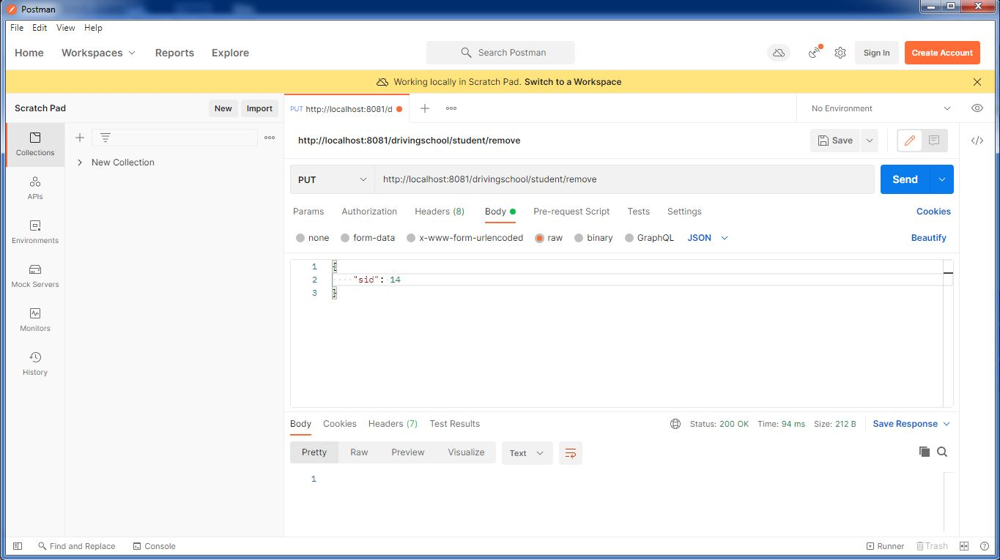 Postman
File Edit View Help
Home Workspaces Reports Explore Search Postman Sign In Create Account
Working locally in Scratch Pad. Switch to a Workspace
Scratch Pad New Import PUT http://localhost:8081/d No Environment
http://localhost:8081/drivingschool/student/remove Save
Collections
New Collection
PUT http://localhost:8081/drivingschool/student/remove Send
APIs
Params Authorization Headers (8) Body Pre-request Script Tests Settings Cookies
Environments
none form-data x-www-form-urlencoded raw binary GraphQL JSON Beautify
1 {
2 "sid": 14
3 }
Mock Servers
Monitors
History
Body Cookies Headers (7) Test Results Status: 200 OK Time: 94 ms Size: 212 B Save Response
Pretty Raw Preview Visualize Text
1
Find and Replace Console Runner Trash